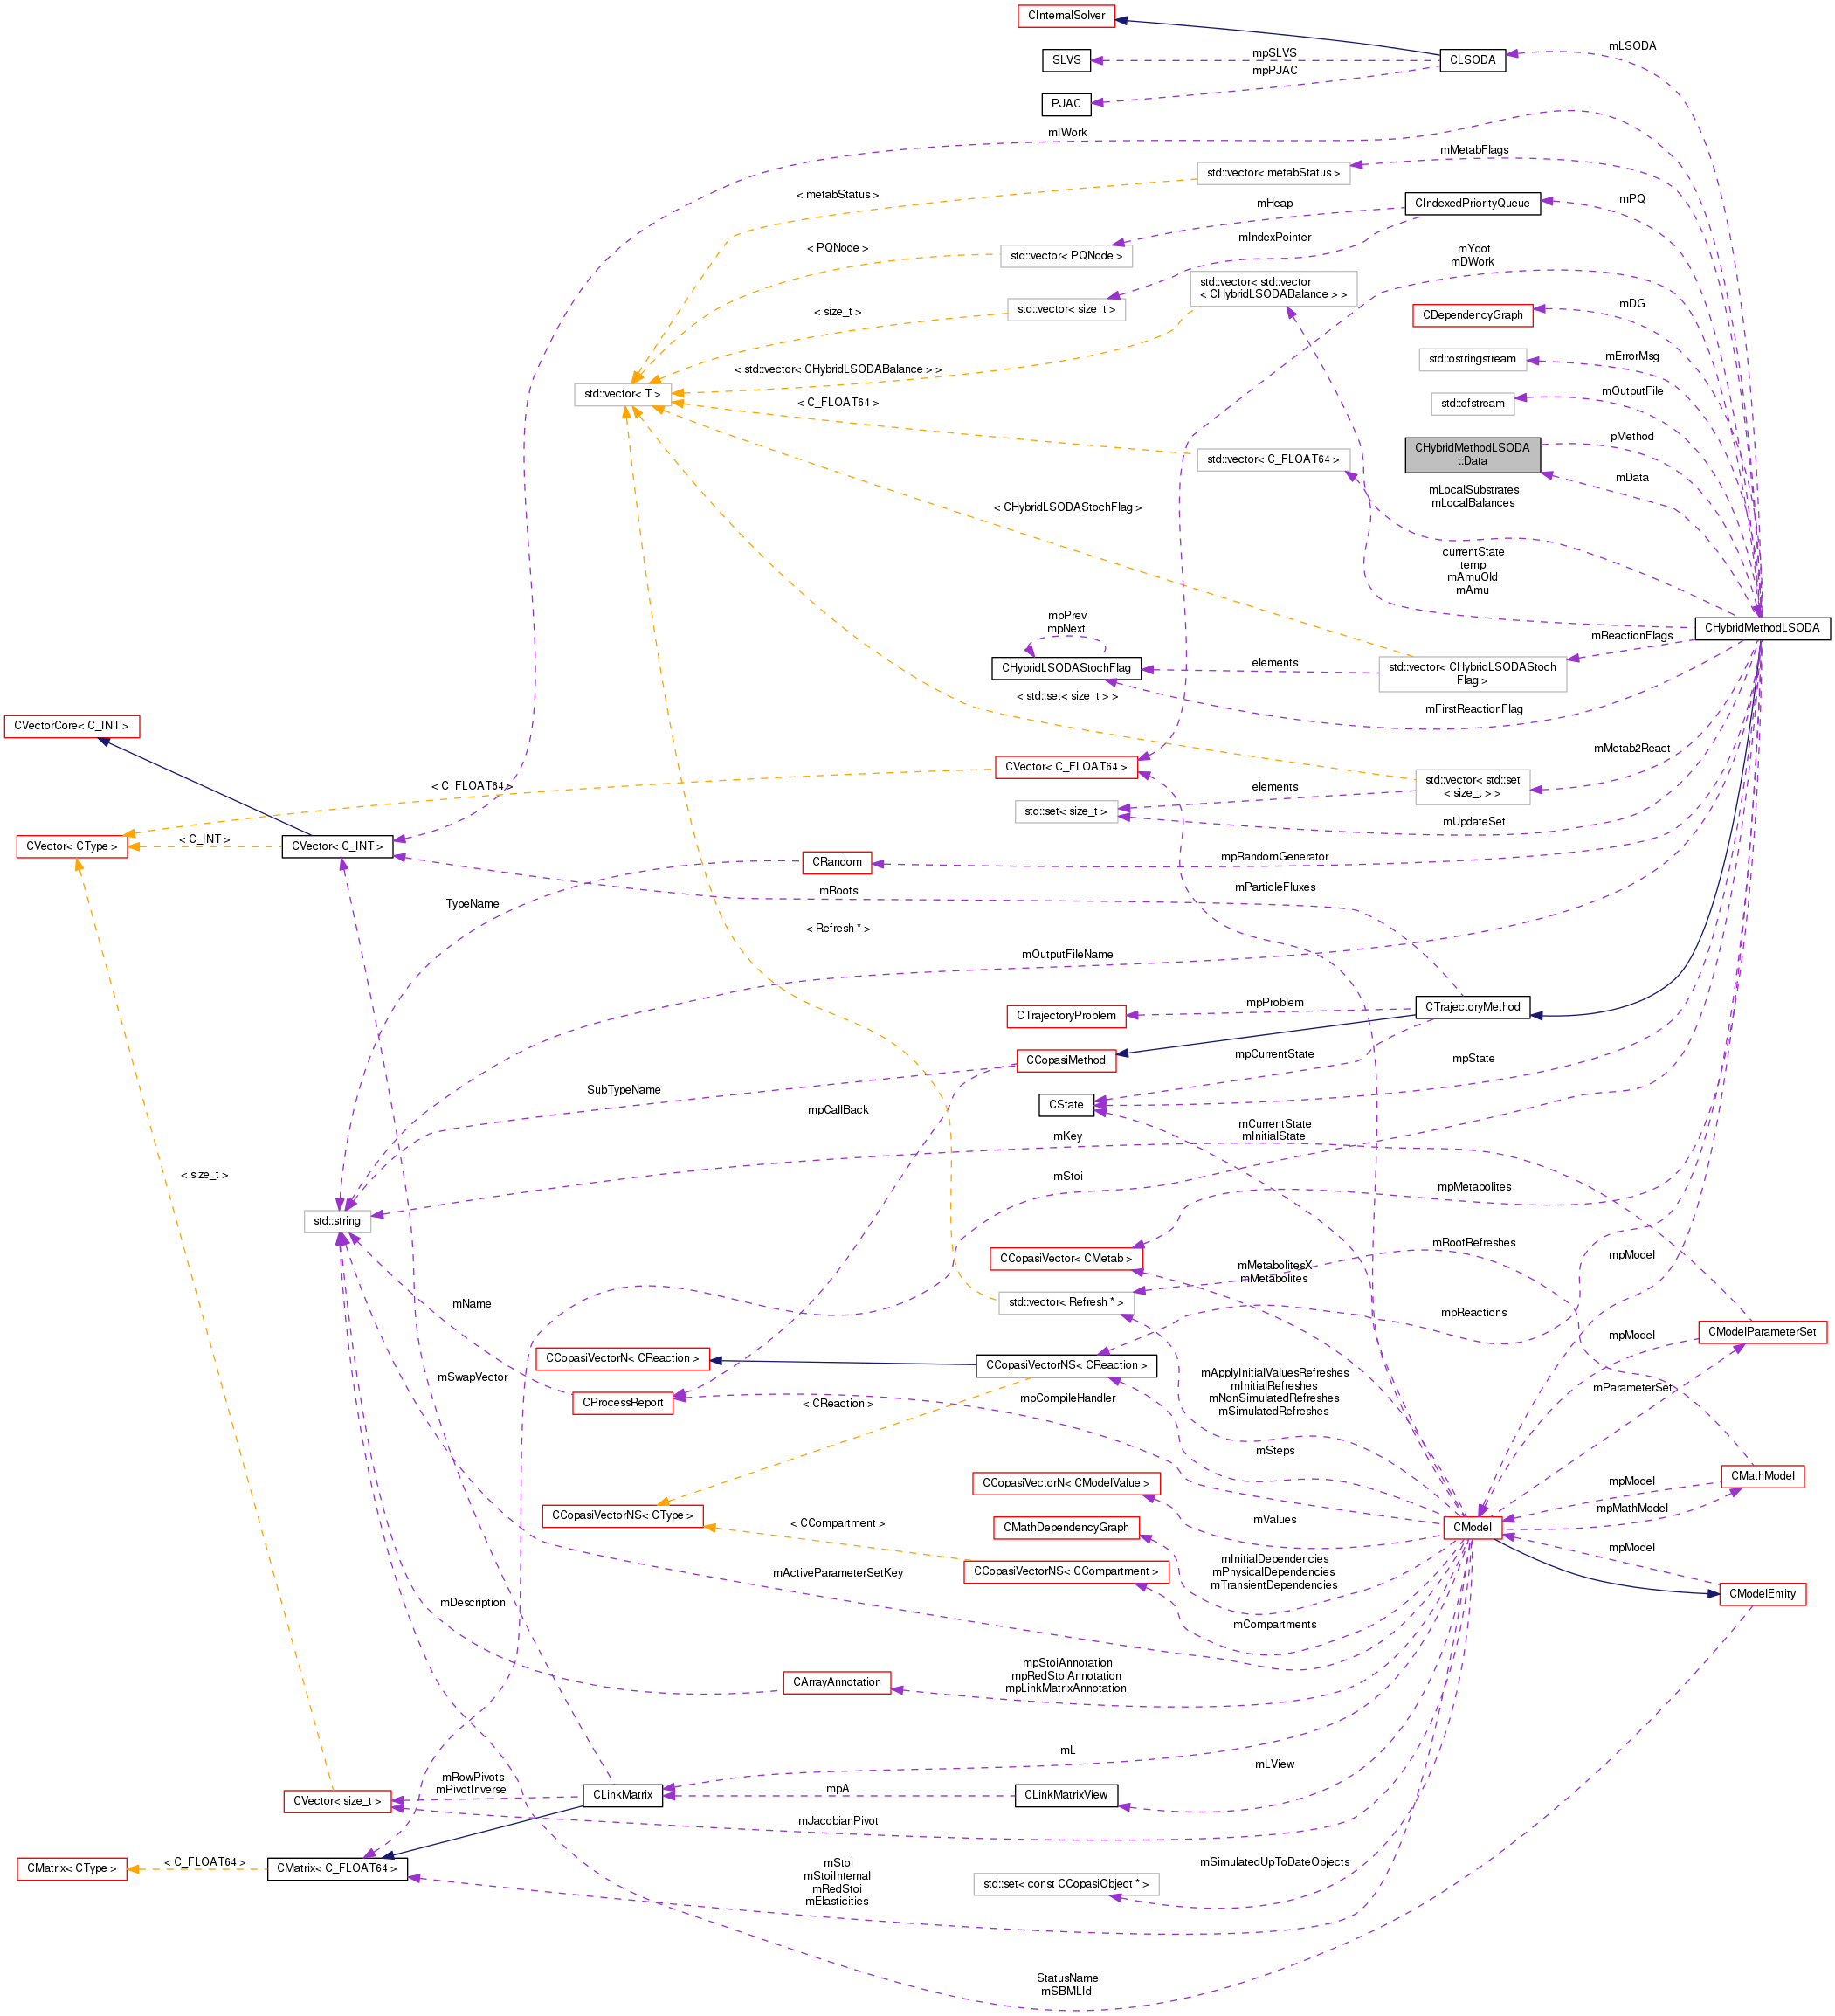 CInternalSolver
mLSODA
mpSLVS
SLVS
CLSODA
mpPJAC
PJAC
mIWork
mMetabFlags
std::vector< metabStatus >
< metabStatus >
mHeap
CIndexedPriorityQueue
mPQ
mIndexPointer
< PQNode >
std::vector< PQNode >
mYdot
mDWork
std::vector< std::vector
< CHybridLSODABalance > >
< size_t >
std::vector< size_t >
mDG
CDependencyGraph
mErrorMsg
std::ostringstream
< std::vector< CHybridLSODABalance > >
std::vector< T >
< C_FLOAT64 >
mOutputFile
std::ofstream
pMethod
CHybridMethodLSODA
::Data
std::vector< C_FLOAT64 >
mData
mLocalSubstrates
mLocalBalances
< CHybridLSODAStochFlag >
currentState
temp
mAmuOld
mAmu
mpPrev
mpNext
CHybridMethodLSODA
mReactionFlags
CHybridLSODAStochFlag
elements
std::vector< CHybridLSODAStoch
Flag >
< std::set< size_t > >
mFirstReactionFlag
CVectorCore< C_INT >
mMetab2React
CVector< C_FLOAT64 >
< C_FLOAT64 >
elements
std::vector< std::set
< size_t > >
std::set< size_t >
mUpdateSet
CVector< CType >
< C_INT >
CVector< C_INT >
CRandom
mpRandomGenerator
mRoots
mParticleFluxes
TypeName
< Refresh * >
mOutputFileName
mpProblem
CTrajectoryProblem
CTrajectoryMethod
CCopasiMethod
mpCurrentState
mpState
SubTypeName
mpCallBack
CState
mKey
mCurrentState
mInitialState
< size_t >
mStoi
mpMetabolites
std::string
CCopasiVector< CMetab >
mRootRefreshes
mpModel
mMetabolitesX
mMetabolites
mName
std::vector< Refresh * >
mpReactions
CModelParameterSet
mpModel
CCopasiVectorN< CReaction >
CCopasiVectorNS< CReaction >
mSwapVector
mApplyInitialValuesRefreshes
mInitialRefreshes
mNonSimulatedRefreshes
mSimulatedRefreshes
mParameterSet
CProcessReport
< CReaction >
mpCompileHandler
mSteps
CCopasiVectorN< CModelValue >
mpModel
CMathModel
mpMathModel
CCopasiVectorNS< CType >
< CCompartment >
CMathDependencyGraph
mValues
CModel
mpModel
mInitialDependencies
mPhysicalDependencies
mTransientDependencies
CCopasiVectorNS< CCompartment >
mActiveParameterSetKey
CModelEntity
mDescription
mCompartments
mpStoiAnnotation
mpRedStoiAnnotation
mpLinkMatrixAnnotation
CArrayAnnotation
mL
mLView
mRowPivots
mPivotInverse
CVector< size_t >
CLinkMatrix
mpA
CLinkMatrixView
mJacobianPivot
CMatrix< CType >
< C_FLOAT64 >
CMatrix< C_FLOAT64 >
mStoi
mStoiInternal
mRedStoi
mElasticities
mSimulatedUpToDateObjects
std::set< const CCopasiObject * >
StatusName
mSBMLId